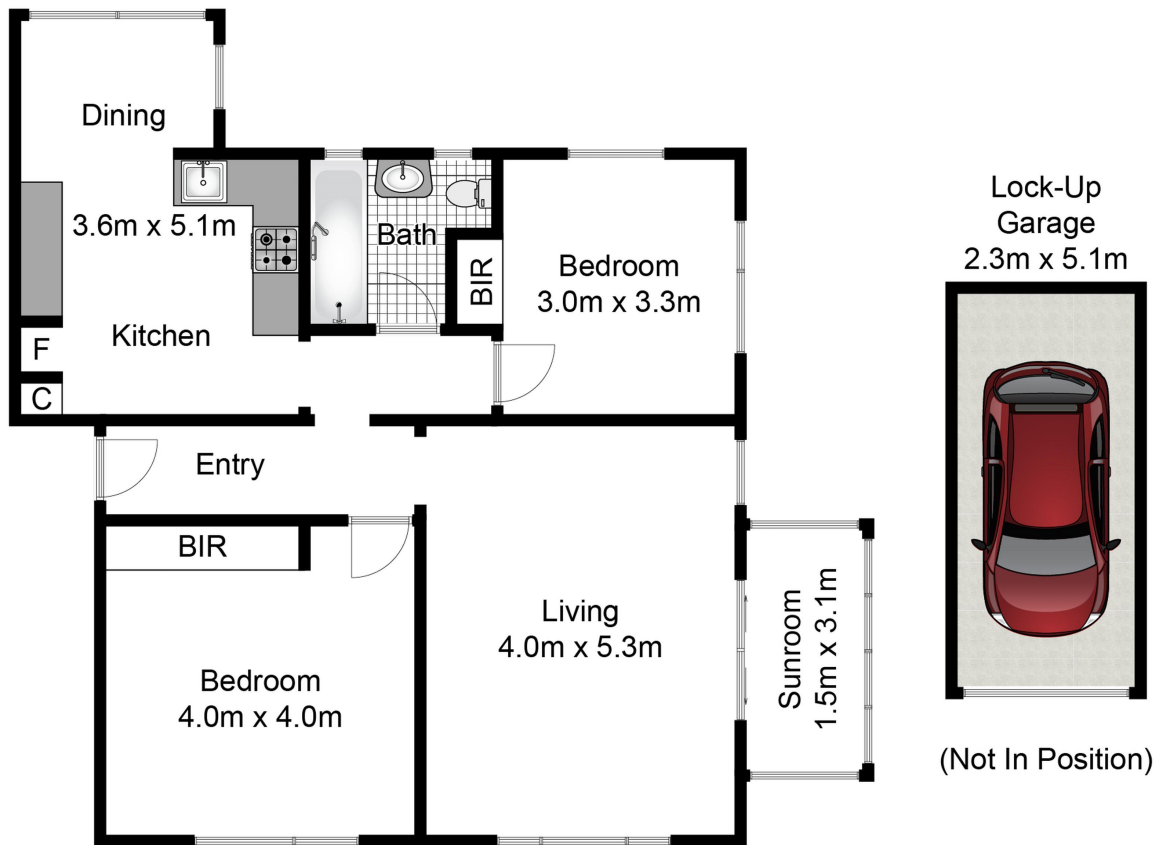 Dining
3.6m x 5.1m
Kitchen
F
C
Bath
BIR
Bedroom
3.0m x 3.3m
Entry
BIR
Bedroom
4.0m x 4.0m
Living
4.0m x 5.3m
Sunroom
1.5m x 3.1m
Lock-Up
Garage
2.3m x 5.1m
(Not In Position)